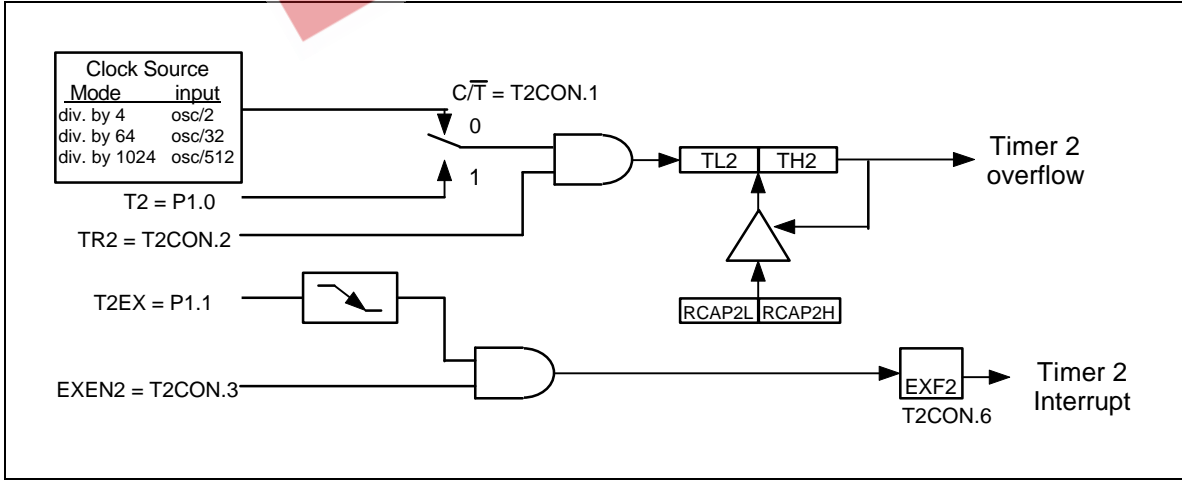 Clock Source
Mode input
div. by 4 osc/2
div. by 64 osc/32
div. by 1024 osc/512
C/T̅ = T2CON.1
0
1
T2 = P1.0
TR2 = T2CON.2
TL2 TH2
Timer 2
overflow
T2EX = P1.1
RCAP2L RCAP2H
EXEN2 = T2CON.3
EXF2
T2CON.6
Timer 2
Interrupt